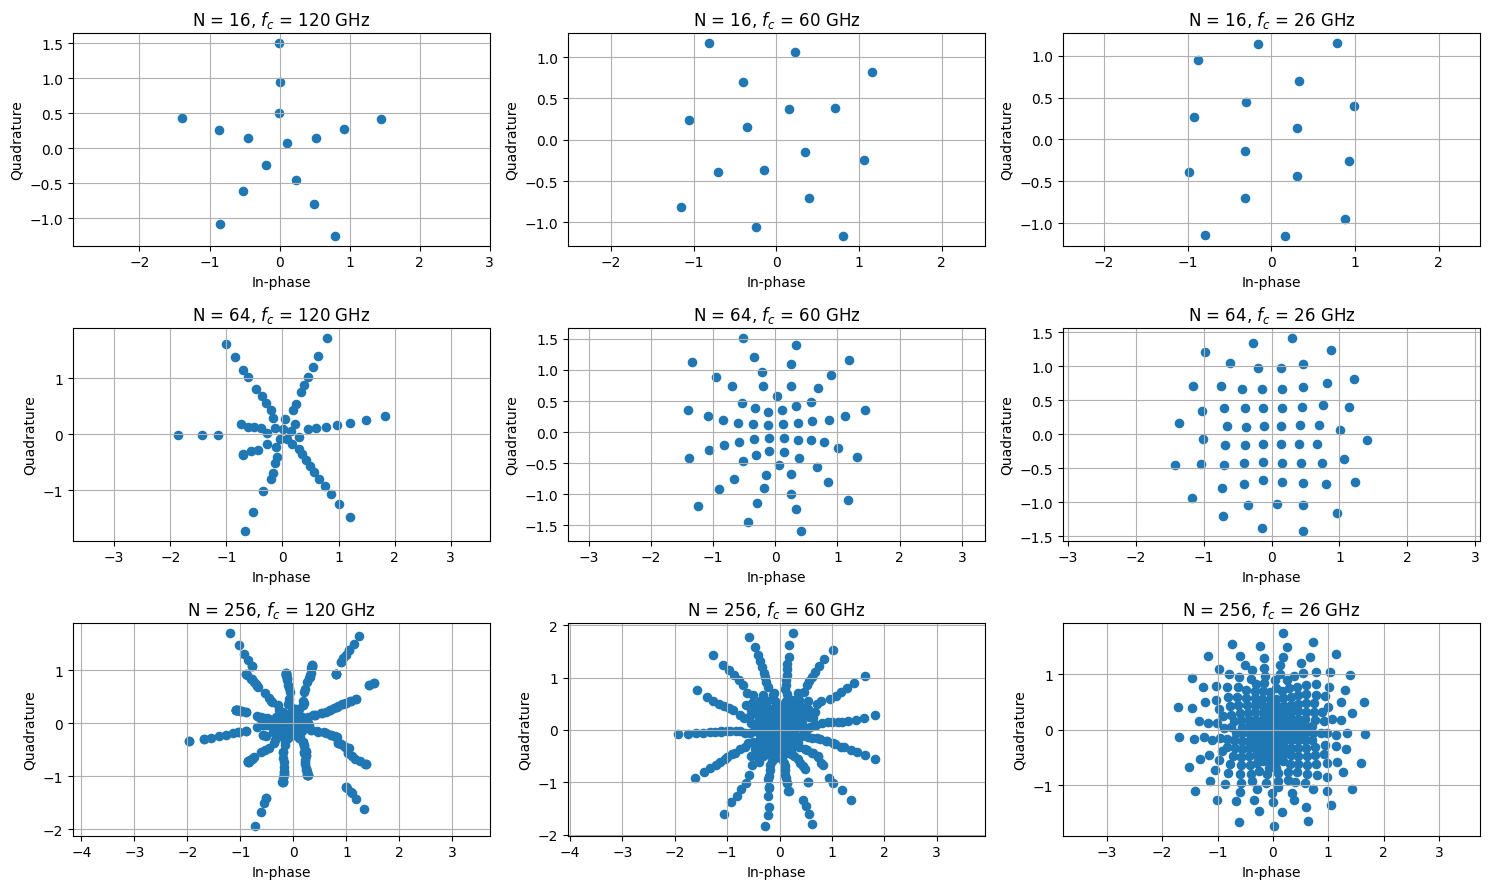 N = 16, f_c = 120 GHz
Quadrature
1.5
1.0
0.5
0.0
−0.5
−1.0
−2 −1 0 1 2 3
In-phase
N = 16, f_c = 60 GHz
Quadrature
1.0
0.5
0.0
−0.5
−1.0
−2 −1 0 1 2
In-phase
N = 16, f_c = 26 GHz
Quadrature
1.0
0.5
0.0
−0.5
−1.0
−2 −1 0 1 2
In-phase
N = 64, f_c = 120 GHz
Quadrature
1
0
−1
−3 −2 −1 0 1 2 3
In-phase
N = 64, f_c = 60 GHz
Quadrature
1.5
1.0
0.5
0.0
−0.5
−1.0
−1.5
−3 −2 −1 0 1 2 3
In-phase
N = 64, f_c = 26 GHz
Quadrature
1.5
1.0
0.5
0.0
−0.5
−1.0
−1.5
−3 −2 −1 0 1 2 3
In-phase
N = 256, f_c = 120 GHz
Quadrature
1
0
−1
−2
−4 −3 −2 −1 0 1 2 3
In-phase
N = 256, f_c = 60 GHz
Quadrature
2
1
0
−1
−2
−4 −3 −2 −1 0 1 2 3
In-phase
N = 256, f_c = 26 GHz
Quadrature
1
0
−1
−3 −2 −1 0 1 2 3
In-phase